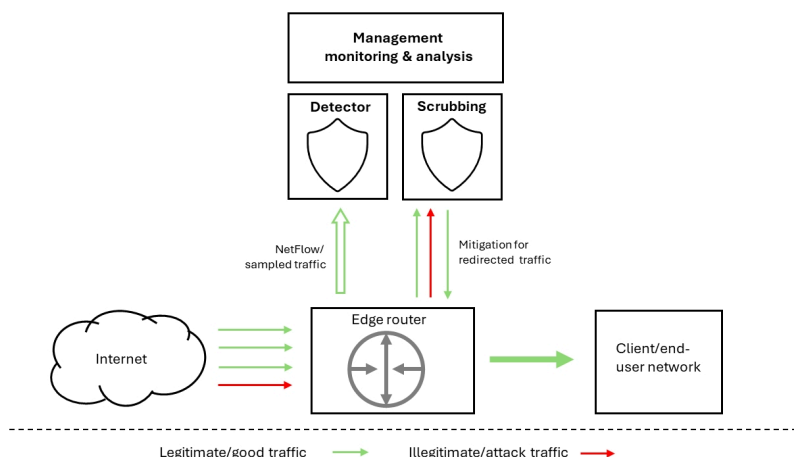 Management
monitoring & analysis
Detector
Scrubbing
NetFlow/
sampled traffic
Mitigation for
redirected traffic
Edge router
Internet
Client/end-
user network
Legitimate/good traffic
Illegitimate/attack traffic